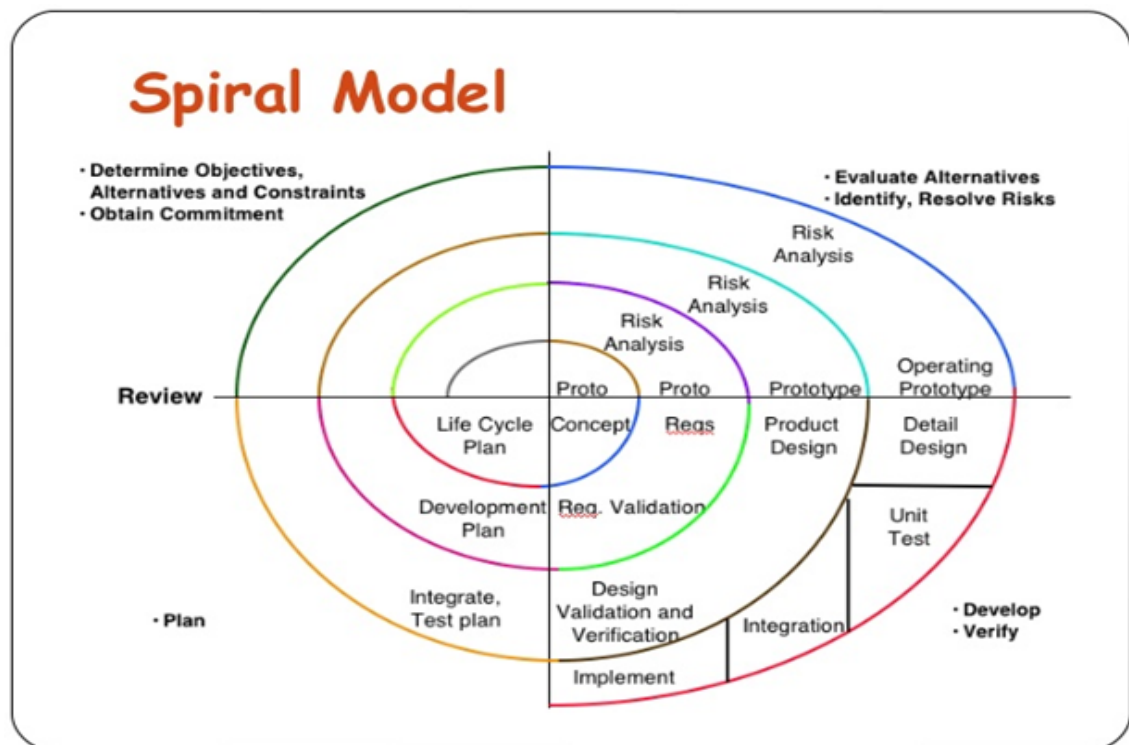 Spiral Model
· Determine Objectives,
Alternatives and Constraints
· Obtain Commitment
· Evaluate Alternatives
· Identify, Resolve Risks
Risk
Analysis
Risk
Analysis
Risk
Analysis
Review
Proto
Proto
Prototype
Operating
Prototype
Life Cycle
Plan
Concept
Reqs
Product
Design
Detail
Design
Development
Plan
Req. Validation
Unit
Test
Integrate,
Test plan
Design
Validation and
Verification
Integration
Implement
· Plan
· Develop
· Verify